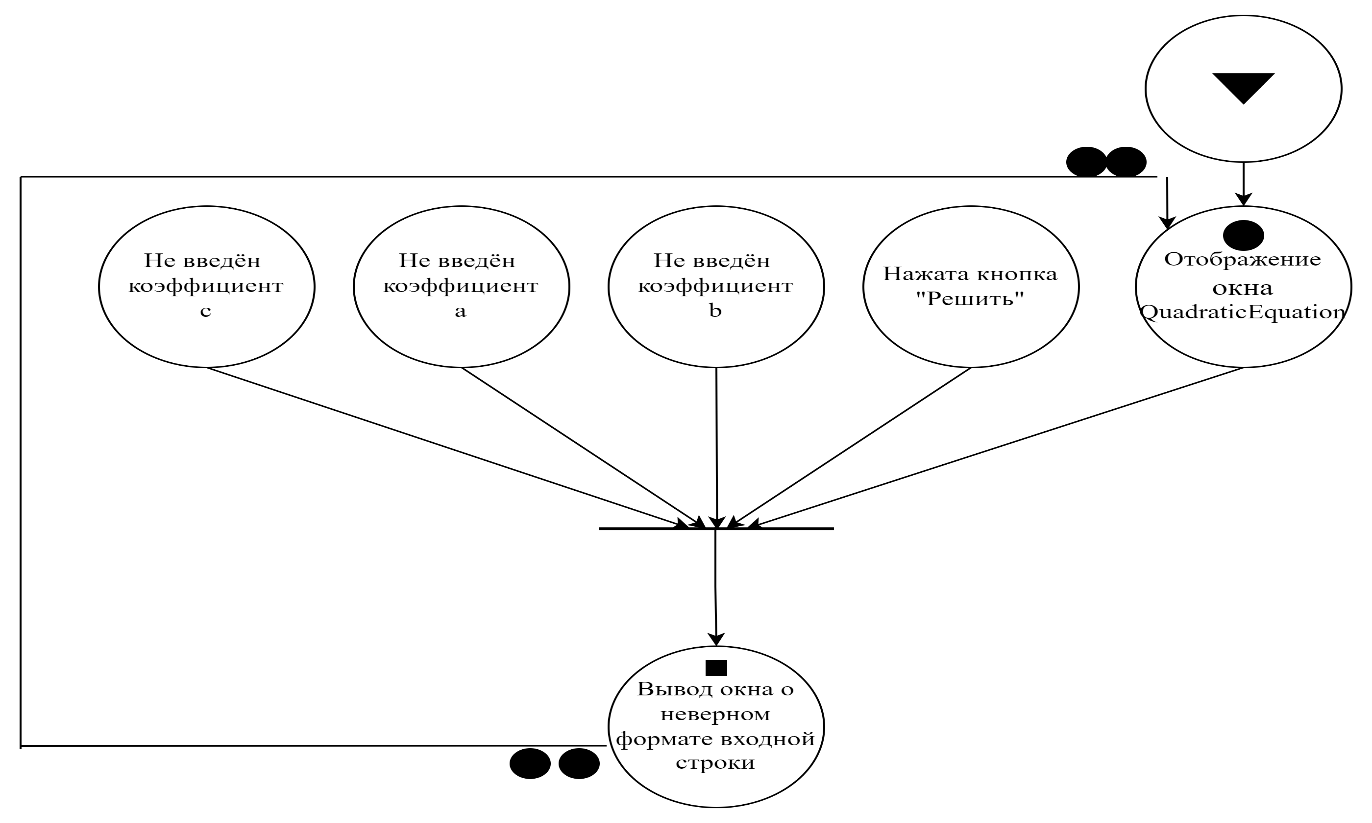 Не введён
коэффициент
c
Не введён
коэффициент
a
Не введён
коэффициент
b
Нажата кнопка
"Решить"
Отображение
окна
QuadraticEquation
Вывод окна о
неверном
формате входной
строки